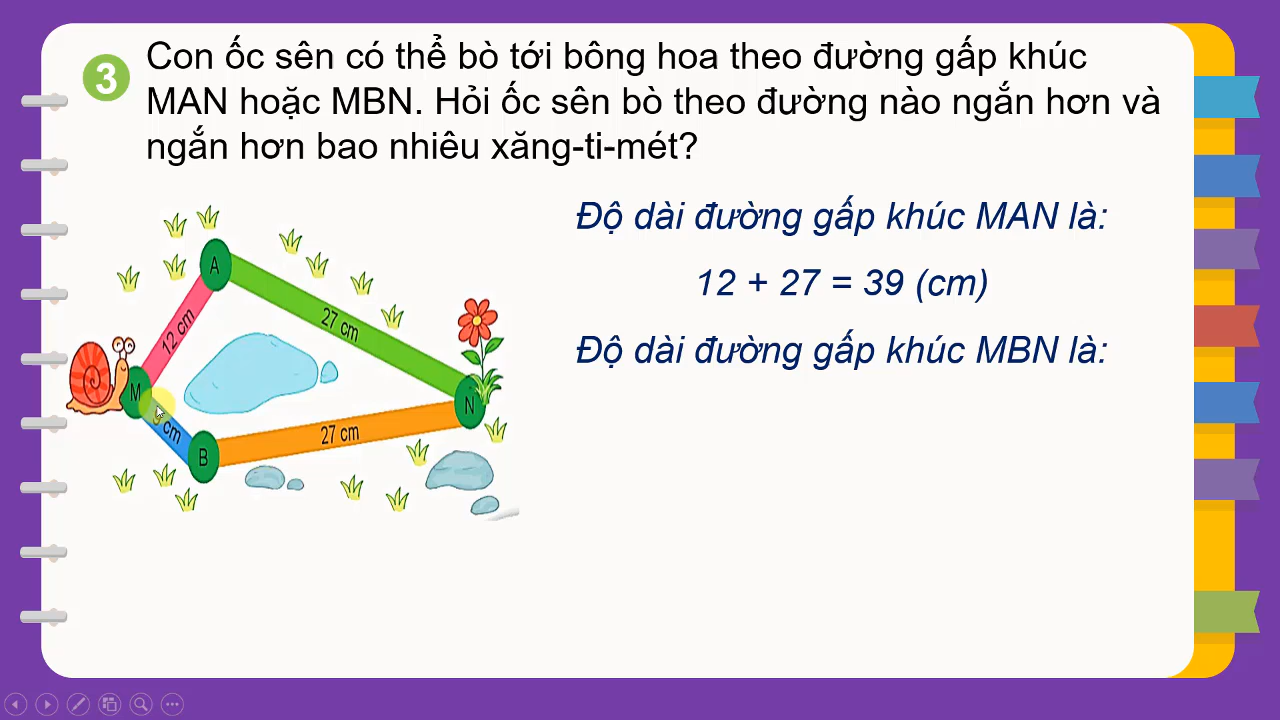 3
Con ốc sên có thể bò tới bông hoa theo đường gấp khúc
MAN hoặc MBN. Hỏi ốc sên bò theo đường nào ngắn hơn và
ngắn hơn bao nhiêu xăng-ti-mét?
Độ dài đường gấp khúc MAN là:
12 + 27 = 39 (cm)
Độ dài đường gấp khúc MBN là:
A
12 cm
27 cm
M
cm
N
B
27 cm